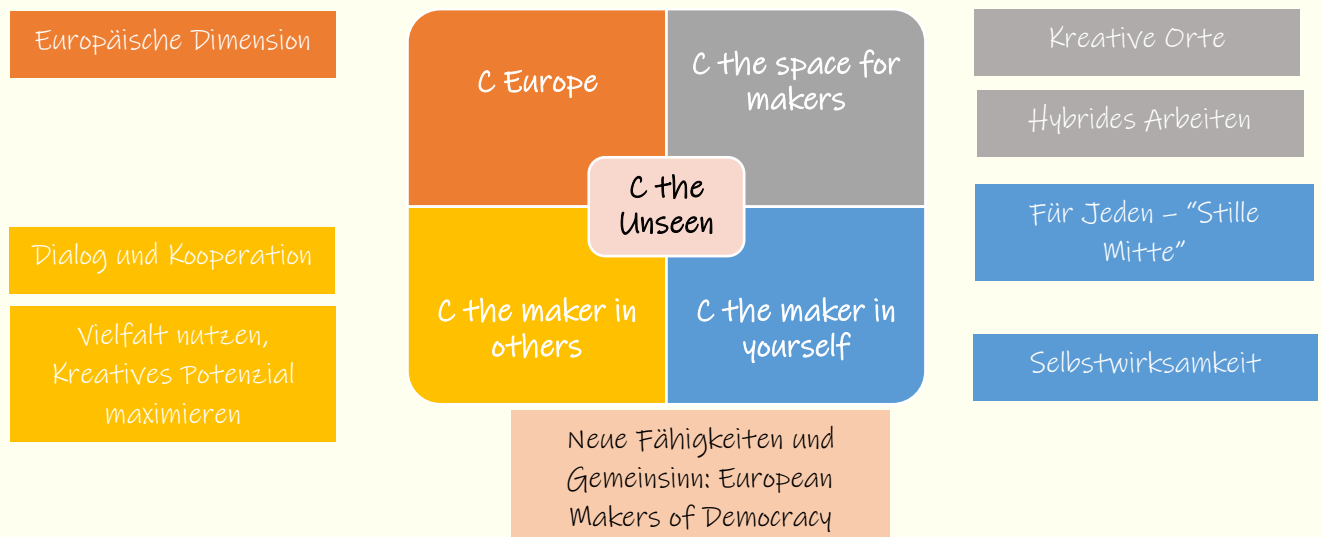 Europäische Dimension
Dialog und Kooperation
Vielfalt nutzen,
Kreatives Potenzial
maximieren
C Europe
C the space for
makers
C the
Unseen
C the maker in
others
C the maker in
yourself
Neue Fähigkeiten und
Gemeinsinn: European
Makers of Democracy
Kreative Orte
Hybrides Arbeiten
Für Jeden – “Stille
Mitte”
Selbstwirksamkeit